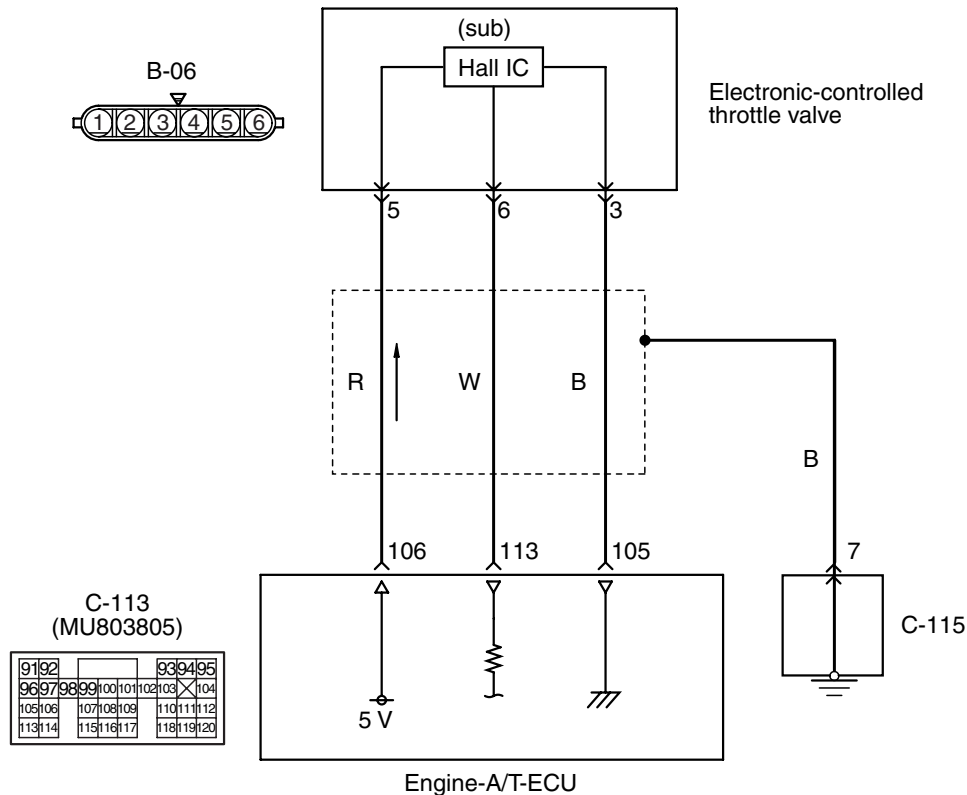 (sub)
Hall IC
B-06
1 2 3 4 5 6
Electronic-controlled
throttle valve
5 6 3
R W B
B
106 113 105
7
C-113
(MU803805)
91 92 93 94 95
96 97 98 99 100 101 102 103 104
105 106 107 108 109 110 111 112
113 114 115 116 117 118 119 120
5 V
C-115
Engine-A/T-ECU